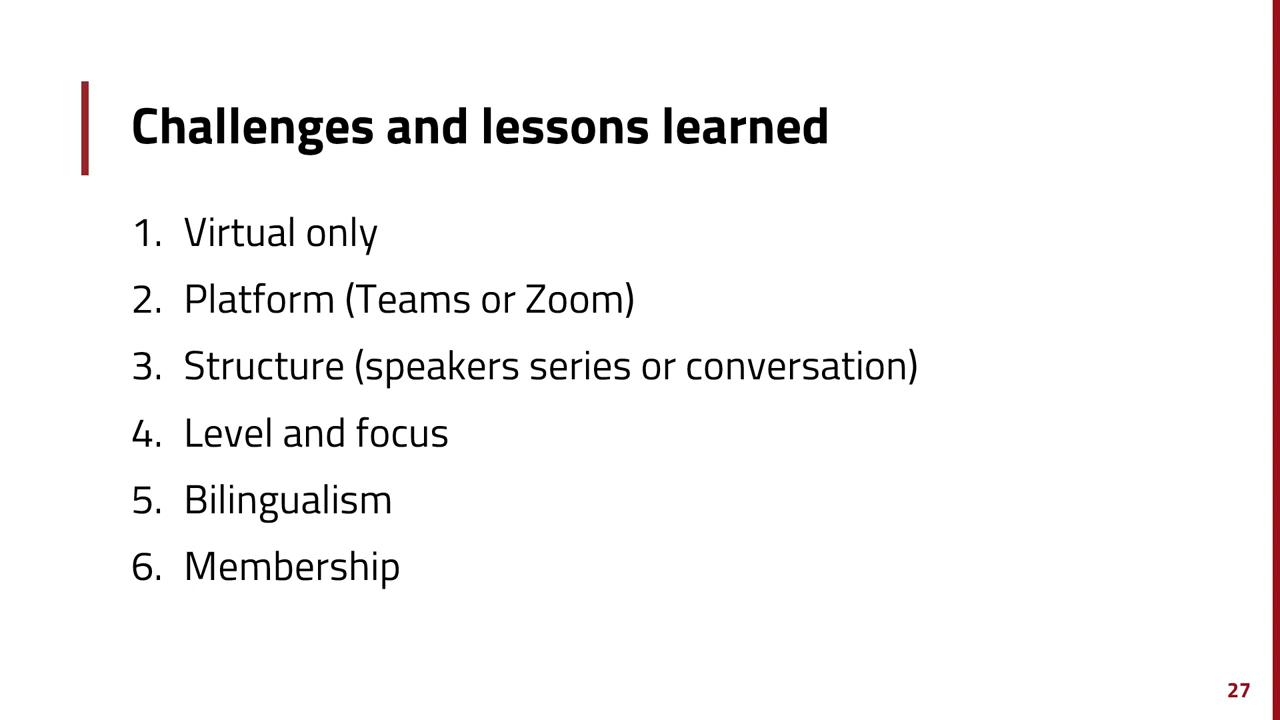 Challenges and lessons learned
1. Virtual only
2. Platform (Teams or Zoom)
3. Structure (speakers series or conversation)
4. Level and focus
5. Bilingualism
6. Membership
27